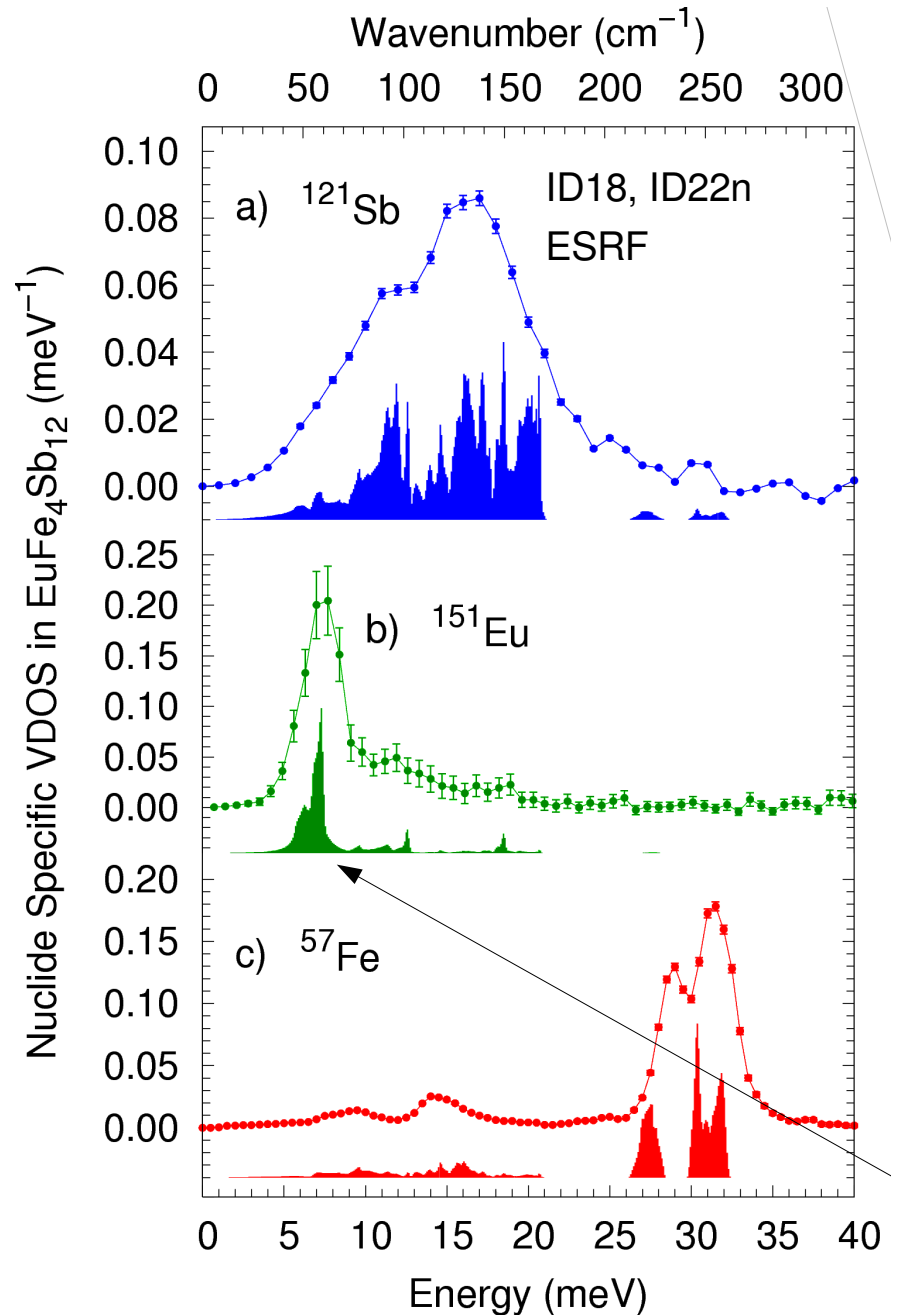 Wavenumber (cm⁻¹)
0 50 100 150 200 250 300
Nuclide Specific VDOS in EuFe₄Sb₁₂ (meV⁻¹)
0.10
0.08
0.06
0.04
0.02
0.00
a) ¹²¹Sb
ID18, ID22n
ESRF
0.25
0.20
0.15
0.10
0.05
0.00
b) ¹⁵¹Eu
0.20
0.15
0.10
0.05
0.00
c) ⁵⁷Fe
0 5 10 15 20 25 30 35 40
Energy (meV)